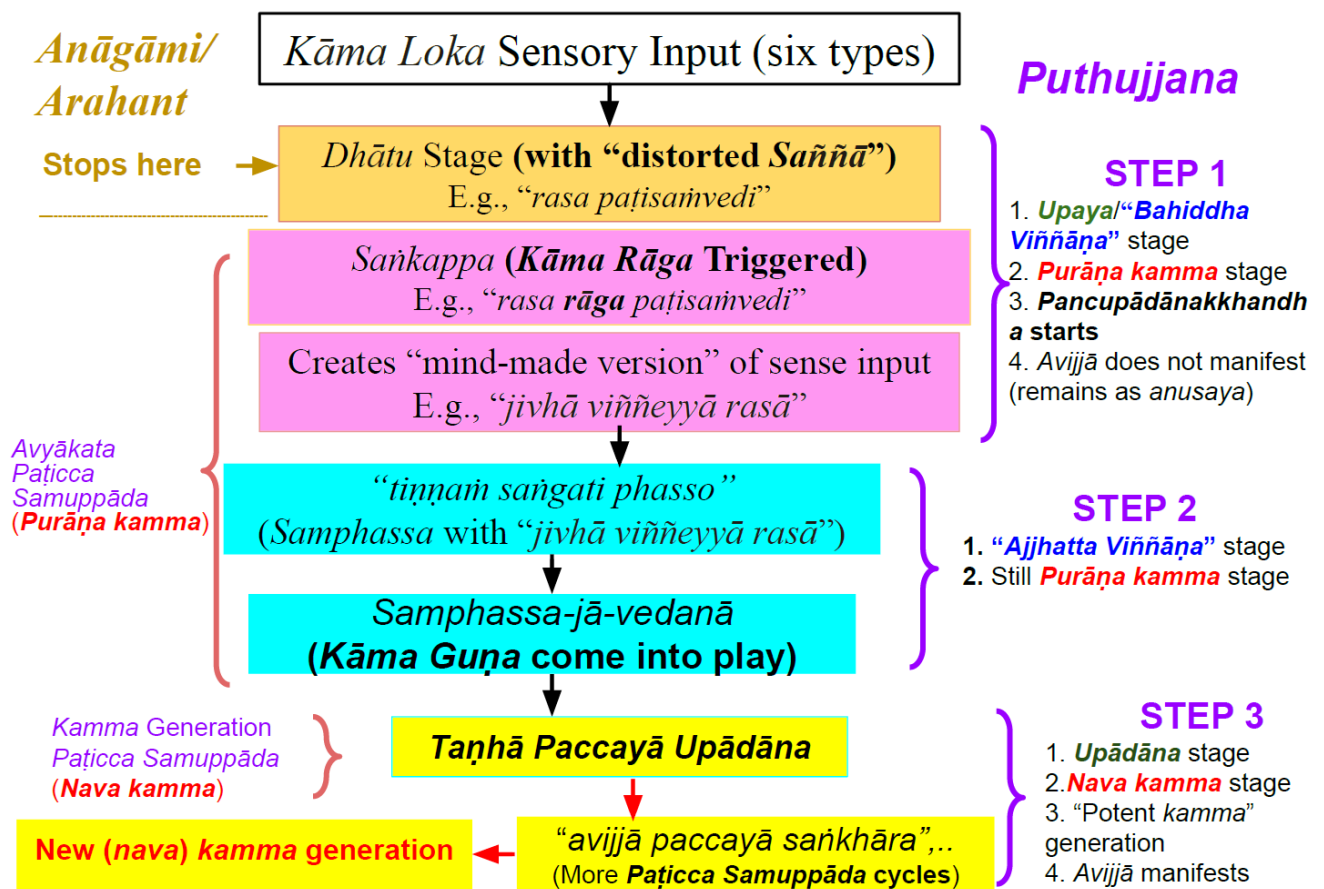 Anāgāmi/
Arahant
Kāma Loka Sensory Input (six types)
Puthujjana
Stops here
Dhātu Stage (with “distorted Saññā”)
E.g., “rasa paṭisaṁvedi”
Saṅkappa (Kāma Rāga Triggered)
E.g., “rasa rāga paṭisaṁvedi”
Creates “mind-made version” of sense input
E.g., “jivhā viññeyyā rasā”
STEP 1
1. Upaya/“Bahiddha
Viññāṇa” stage
2. Purāṇa kamma stage
3. Pancupādānakkhandh
a starts
4. Avijjā does not manifest
(remains as anusaya)
Avyākata
Paṭicca
Samuppāda
(Purāṇa kamma)
“tiṇṇaṁ saṅgati phasso”
(Samphassa with “jivhā viññeyyā rasā”)
Samphassa-jā-vedanā
(Kāma Guṇa come into play)
STEP 2
1. “Ajjhatta Viññāṇa” stage
2. Still Purāṇa kamma stage
Kamma Generation
Paṭicca Samuppāda
(Nava kamma)
Taṇhā Paccayā Upādāna
“avijjā paccayā saṅkhāra”,..
(More Paṭicca Samuppāda cycles)
New (nava) kamma generation
STEP 3
1. Upādāna stage
2.Nava kamma stage
3. “Potent kamma”
generation
4. Avijjā manifests